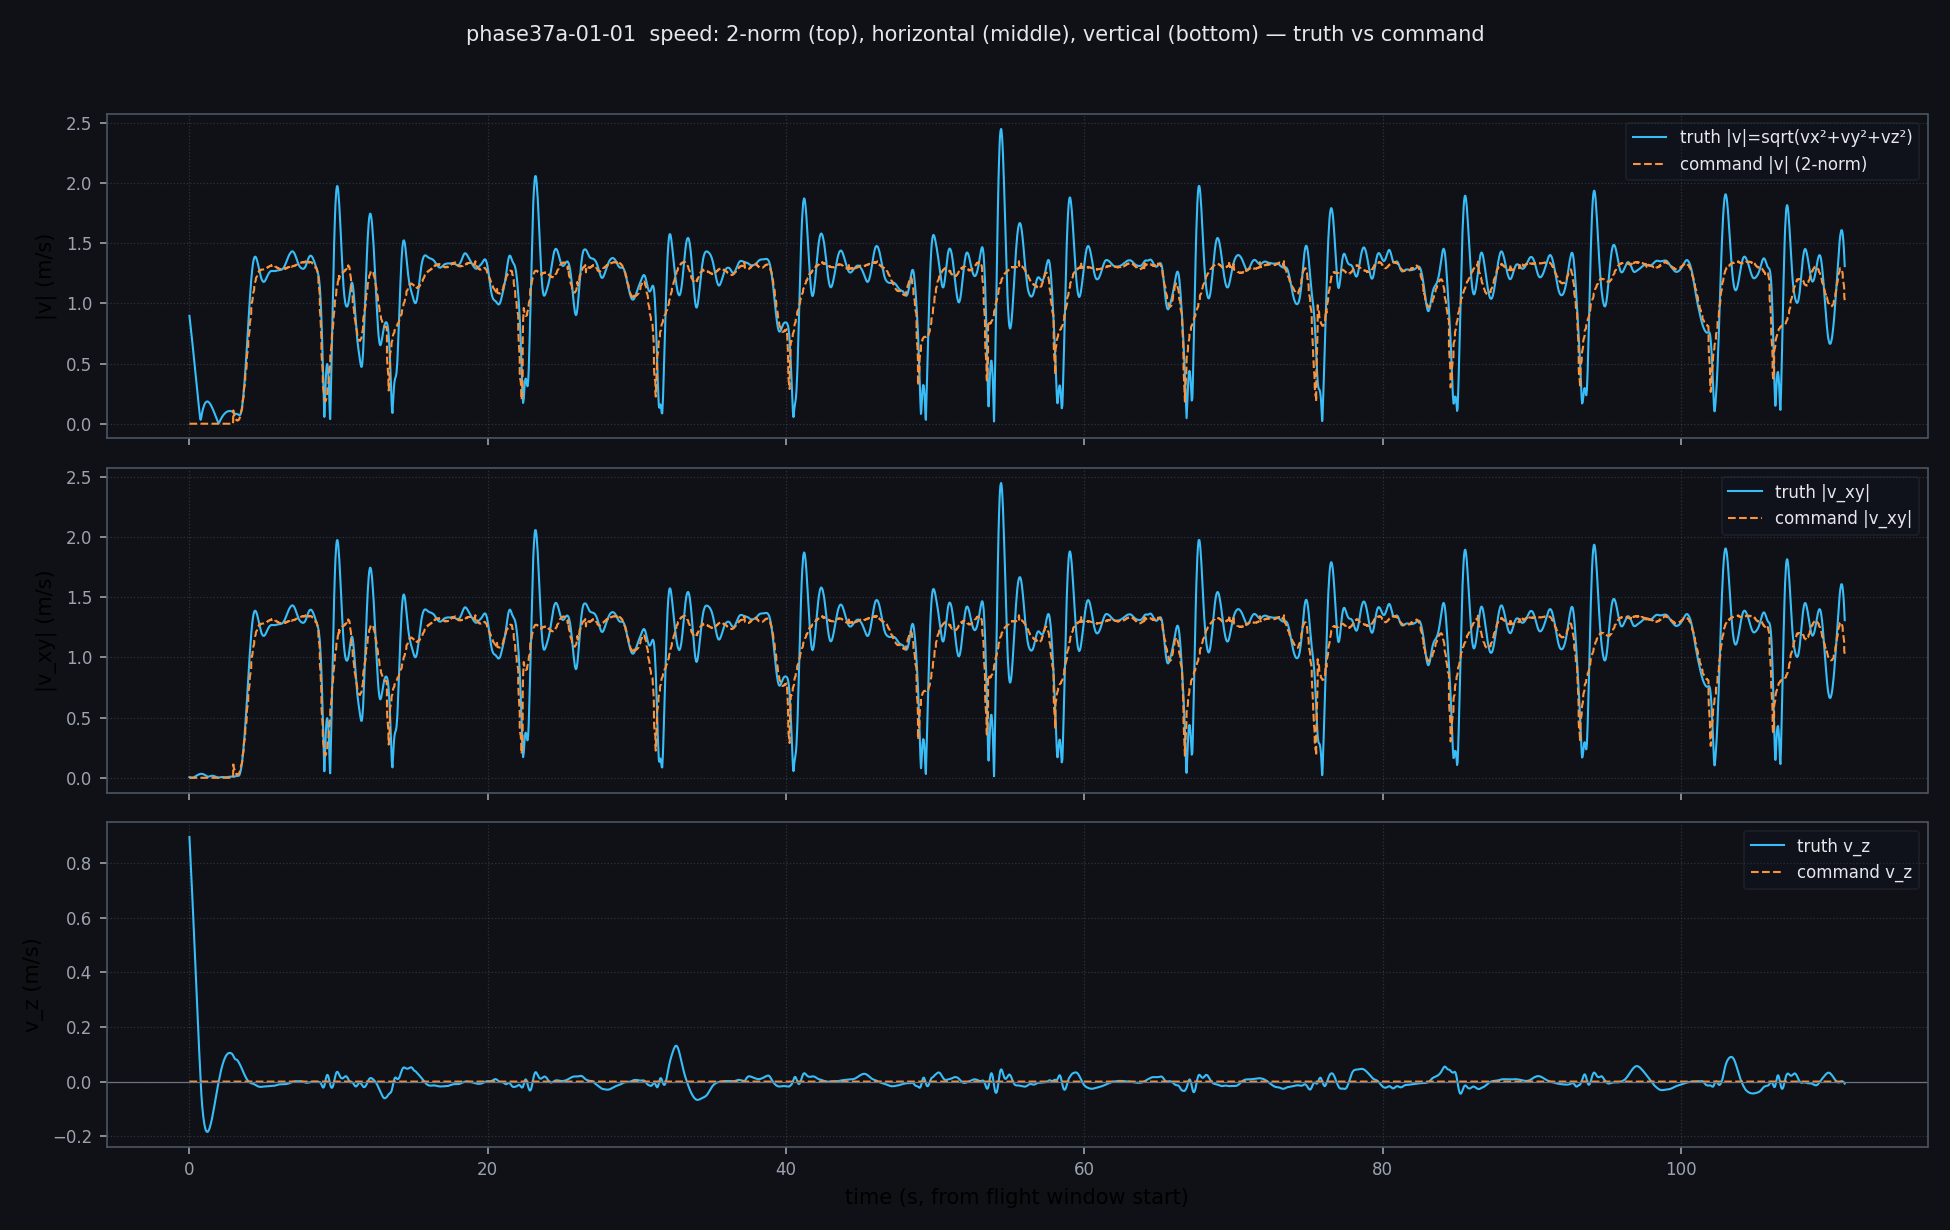 phase37a-01-01  speed: 2-norm (top), horizontal (middle), vertical (bottom) — truth vs command
|v| (m/s)
2.5
2.0
1.5
1.0
0.5
0.0
truth |v|=sqrt(vx²+vy²+vz²)
command |v| (2-norm)
|v_xy| (m/s)
2.5
2.0
1.5
1.0
0.5
0.0
truth |v_xy|
command |v_xy|
v_z (m/s)
0.8
0.6
0.4
0.2
0.0
−0.2
truth v_z
command v_z
0 20 40 60 80 100
time (s, from flight window start)